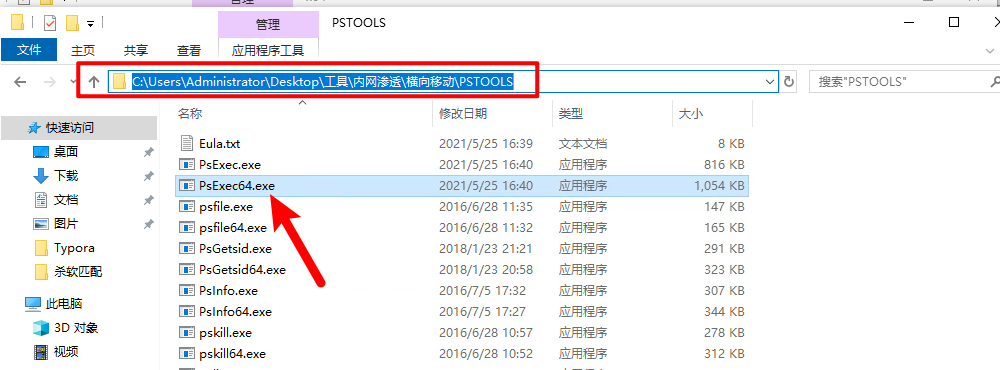 管理
PSTOOLS
文件
主页
共享
查看
应用程序工具
C:\Users\Administrator\Desktop\工具\内网渗透\横向移动\PSTOOLS
搜索"PSTOOLS"
名称 修改日期 类型 大小
快速访问
桌面
下载
文档
图片
Typora
杀软匹配
此电脑
3D 对象
视频
Eula.txt 2021/5/25 16:39 文本文档 8 KB
PsExec.exe 2021/5/25 16:40 应用程序 816 KB
PsExec64.exe 2021/5/25 16:40 应用程序 1,054 KB
psfile.exe 2016/6/28 11:35 应用程序 147 KB
psfile64.exe 2016/6/28 11:32 应用程序 165 KB
PsGetsid.exe 2018/1/23 21:21 应用程序 291 KB
PsGetsid64.exe 2018/1/23 20:58 应用程序 323 KB
PsInfo.exe 2016/7/5 17:32 应用程序 307 KB
PsInfo64.exe 2016/7/5 17:27 应用程序 344 KB
pskill.exe 2016/6/28 10:57 应用程序 278 KB
pskill64.exe 2016/6/28 10:52 应用程序 312 KB